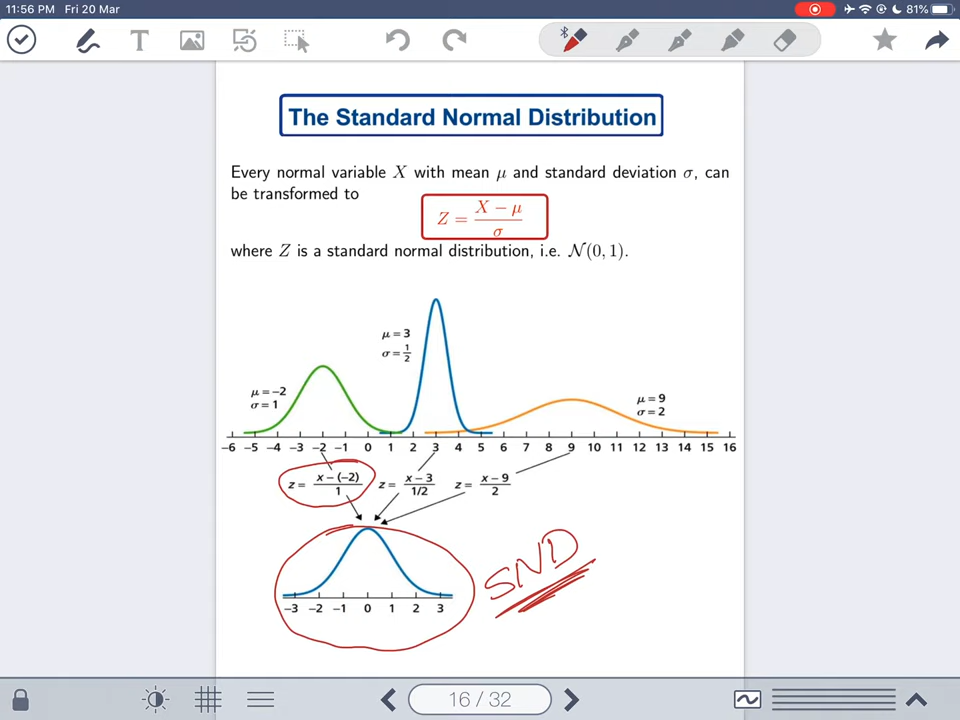 11:56 PM Fri 20 Mar 81%
T
The Standard Normal Distribution
Every normal variable X with mean μ and standard deviation σ, can
be transformed to
Z = (X − μ) / σ
where Z is a standard normal distribution, i.e. N(0, 1).
μ = 3
σ = 1/2
μ = −2
σ = 1
μ = 9
σ = 2
−6 −5 −4 −3 −2 −1 0 1 2 3 4 5 6 7 8 9 10 11 12 13 14 15 16
z = (x − (−2)) / 1 z = (x − 3) / 1/2 z = (x − 9) / 2
SND
−3 −2 −1 0 1 2 3
16 / 32